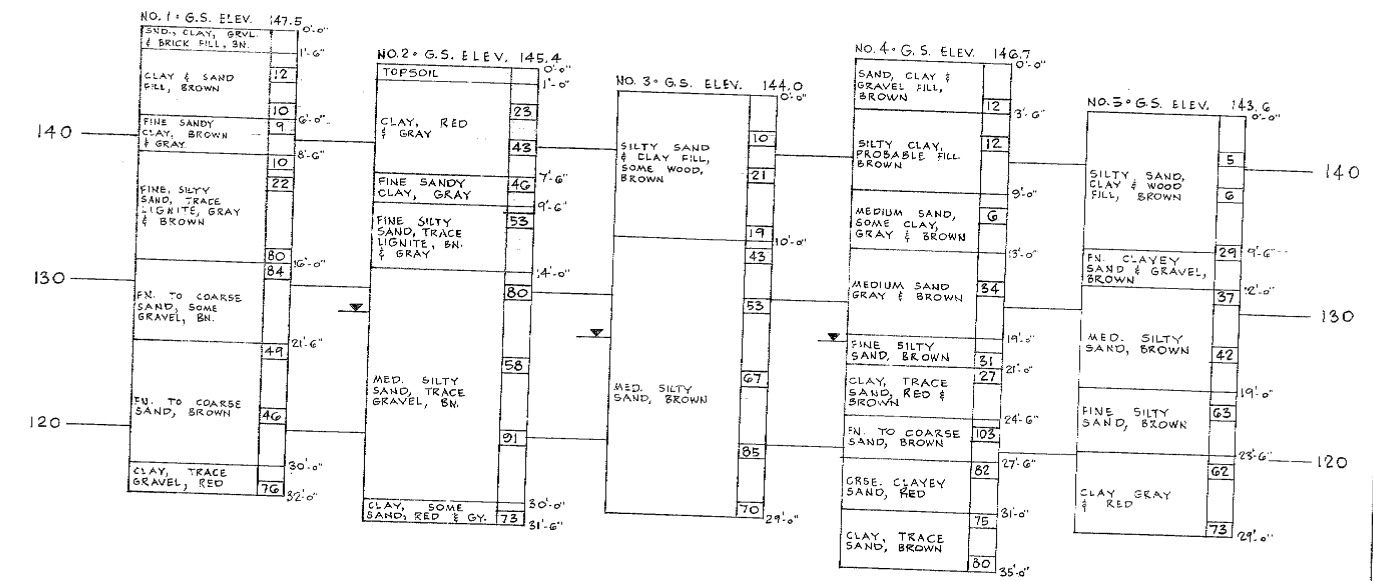 NO. 1 • G.S. ELEV. 147.5
SND., CLAY, GRVL.
& BRICK FILL, BN.
CLAY & SAND
FILL, BROWN
FINE SANDY
CLAY, BROWN
& GRAY
FINE, SILTY
SAND, TRACE
LIGNITE, GRAY
& BROWN
FN. TO COARSE
SAND, SOME
GRAVEL, BN.
FN. TO COARSE
SAND, BROWN
CLAY, TRACE
GRAVEL, RED
12
10
9
10
22
80
84
49
46
76
0'-0"
1'-6"
6'-0"
8'-6"
16'-0"
21'-6"
30'-0"
32'-0"
140
130
120
NO. 2 • G.S. ELEV. 145.4
TOPSOIL
CLAY, RED
& GRAY
FINE SANDY
CLAY, GRAY
FINE SILTY
SAND, TRACE
LIGNITE, BN.
& GRAY
MED. SILTY
SAND, TRACE
GRAVEL, BN.
CLAY, SOME
SAND, RED & GY.
23
43
46
53
80
58
91
73
0'-0"
1'-0"
7'-6"
9'-6"
14'-0"
30'-0"
31'-6"
NO. 3 • G.S. ELEV. 144.0
SILTY SAND
& CLAY FILL,
SOME WOOD,
BROWN
MED. SILTY
SAND, BROWN
10
21
19
43
53
67
85
70
0'-0"
10'-0"
29'-0"
NO. 4 • G.S. ELEV. 146.7
SAND, CLAY &
GRAVEL FILL,
BROWN
SILTY CLAY,
PROBABLE FILL
BROWN
MEDIUM SAND,
SOME CLAY,
GRAY & BROWN
MEDIUM SAND
GRAY & BROWN
FINE SILTY
SAND, BROWN
CLAY, TRACE
SAND, RED &
BROWN
FN. TO COARSE
SAND, BROWN
CRSE. CLAYEY
SAND, RED
CLAY, TRACE
SAND, BROWN
12
12
6
34
31
27
103
82
75
80
0'-0"
3'-6"
9'-0"
13'-0"
19'-0"
21'-0"
24'-6"
27'-6"
31'-0"
35'-0"
NO. 5 • G.S. ELEV. 143.6
SILTY SAND,
CLAY & WOOD
FILL, BROWN
FN. CLAYEY
SAND & GRAVEL,
BROWN
MED. SILTY
SAND, BROWN
FINE SILTY
SAND, BROWN
CLAY GRAY
& RED
5
6
29
37
42
63
62
73
0'-0"
9'-6"
12'-0"
19'-0"
23'-6"
29'-0"
140
130
120